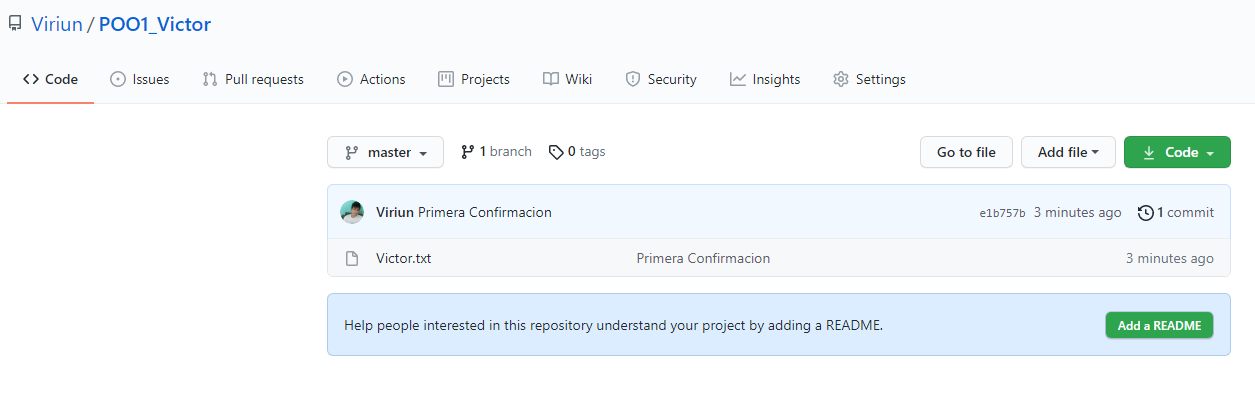 Viriun / POO1_Victor
Code Issues Pull requests Actions Projects Wiki Security Insights Settings
master 1 branch 0 tags Go to file Add file Code
Viriun Primera Confirmacion e1b757b 3 minutes ago 1 commit
Victor.txt Primera Confirmacion 3 minutes ago
Help people interested in this repository understand your project by adding a README. Add a README